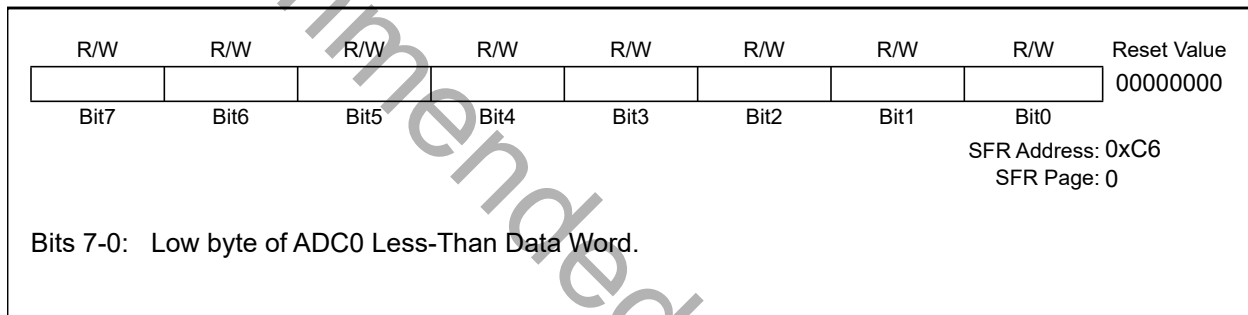 R/W R/W R/W R/W R/W R/W R/W R/W Reset Value
00000000
Bit7 Bit6 Bit5 Bit4 Bit3 Bit2 Bit1 Bit0
SFR Address: 0xC6
SFR Page: 0
Bits 7-0: Low byte of ADC0 Less-Than Data Word.